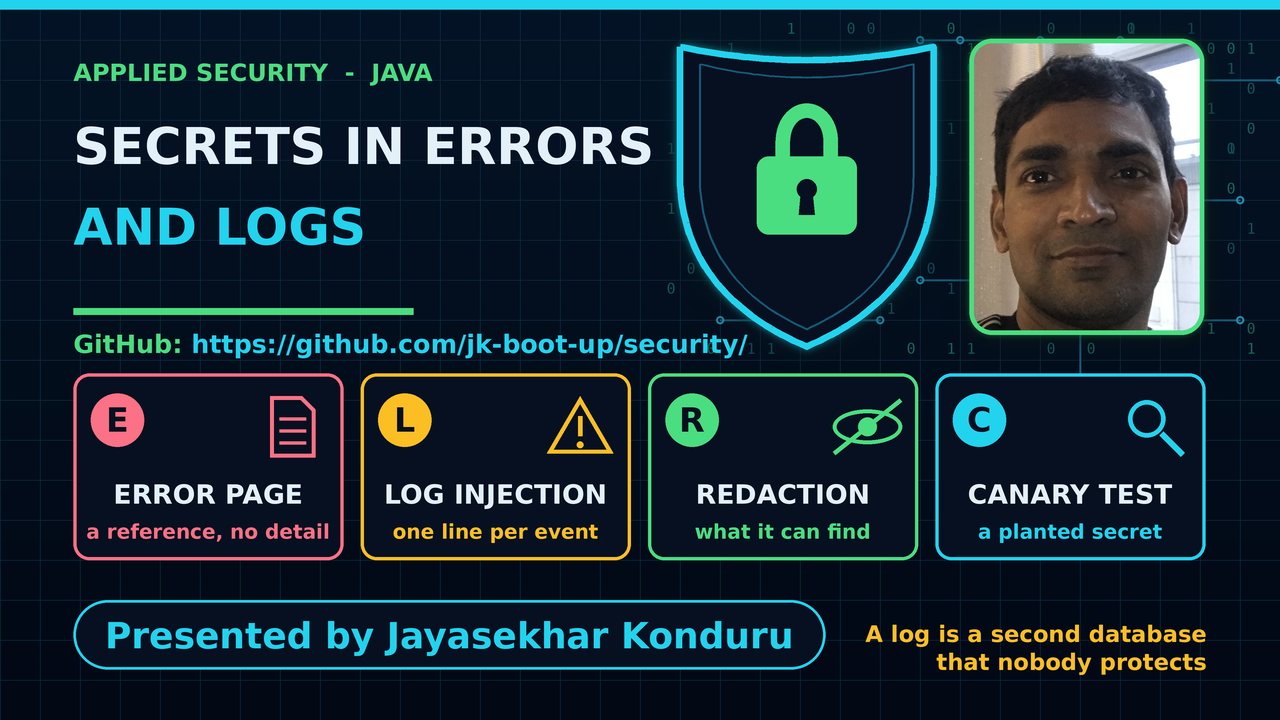 APPLIED SECURITY - JAVA
SECRETS IN ERRORS
AND LOGS
GitHub: https://github.com/jk-boot-up/security/
E
ERROR PAGE
a reference, no detail
L
LOG INJECTION
one line per event
R
REDACTION
what it can find
C
CANARY TEST
a planted secret
Presented by Jayasekhar Konduru
A log is a second database
that nobody protects